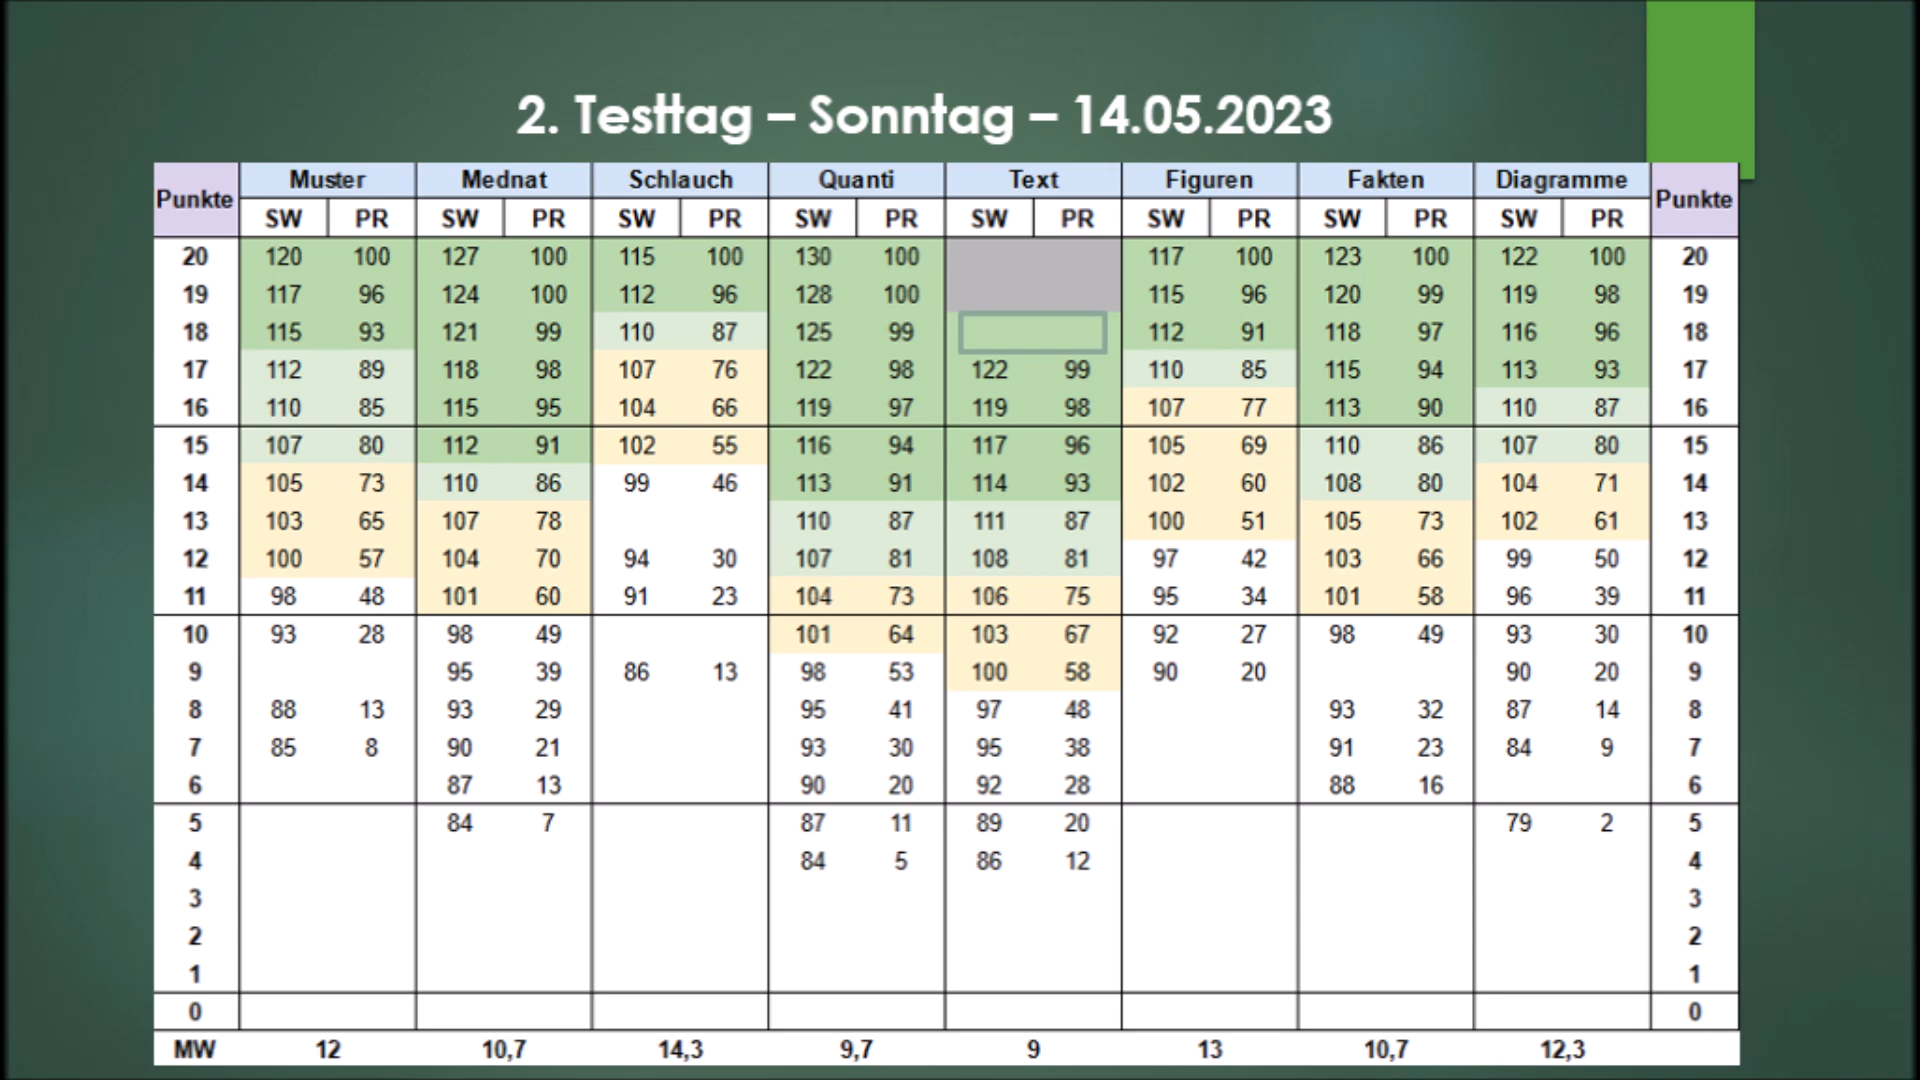 2. Testtag – Sonntag – 14.05.2023
Punkte Muster Mednat Schlauch Quanti Text Figuren Fakten Diagramme Punkte
SW PR SW PR SW PR SW PR SW PR SW PR SW PR SW PR
20 120 100 127 100 115 100 130 100 117 100 123 100 122 100 20
19 117 96 124 100 112 96 128 100 115 96 120 99 119 98 19
18 115 93 121 99 110 87 125 99 112 91 118 97 116 96 18
17 112 89 118 98 107 76 122 98 122 99 110 85 115 94 113 93 17
16 110 85 115 95 104 66 119 97 119 98 107 77 113 90 110 87 16
15 107 80 112 91 102 55 116 94 117 96 105 69 110 86 107 80 15
14 105 73 110 86 99 46 113 91 114 93 102 60 108 80 104 71 14
13 103 65 107 78 110 87 111 87 100 51 105 73 102 61 13
12 100 57 104 70 94 30 107 81 108 81 97 42 103 66 99 50 12
11 98 48 101 60 91 23 104 73 106 75 95 34 101 58 96 39 11
10 93 28 98 49 101 64 103 67 92 27 98 49 93 30 10
9 95 39 86 13 98 53 100 58 90 20 90 20 9
8 88 13 93 29 95 41 97 48 93 32 87 14 8
7 85 8 90 21 93 30 95 38 91 23 84 9 7
6 87 13 90 20 92 28 88 16 6
5 84 7 87 11 89 20 79 2 5
4 84 5 86 12 4
3 3
2 2
1 1
0 0
MW 12 10,7 14,3 9,7 9 13 10,7 12,3